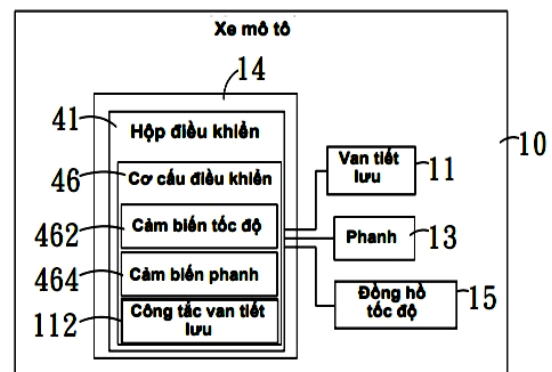 Xe mô tô
14
41
Hộp điều khiển
10
46
Cơ cấu điều khiển
Van tiết
lưu
11
462
Cảm biến tốc độ
Phanh
13
464
Cảm biến phanh
Đồng hồ
tốc độ
15
112
Công tắc van tiết
lưu